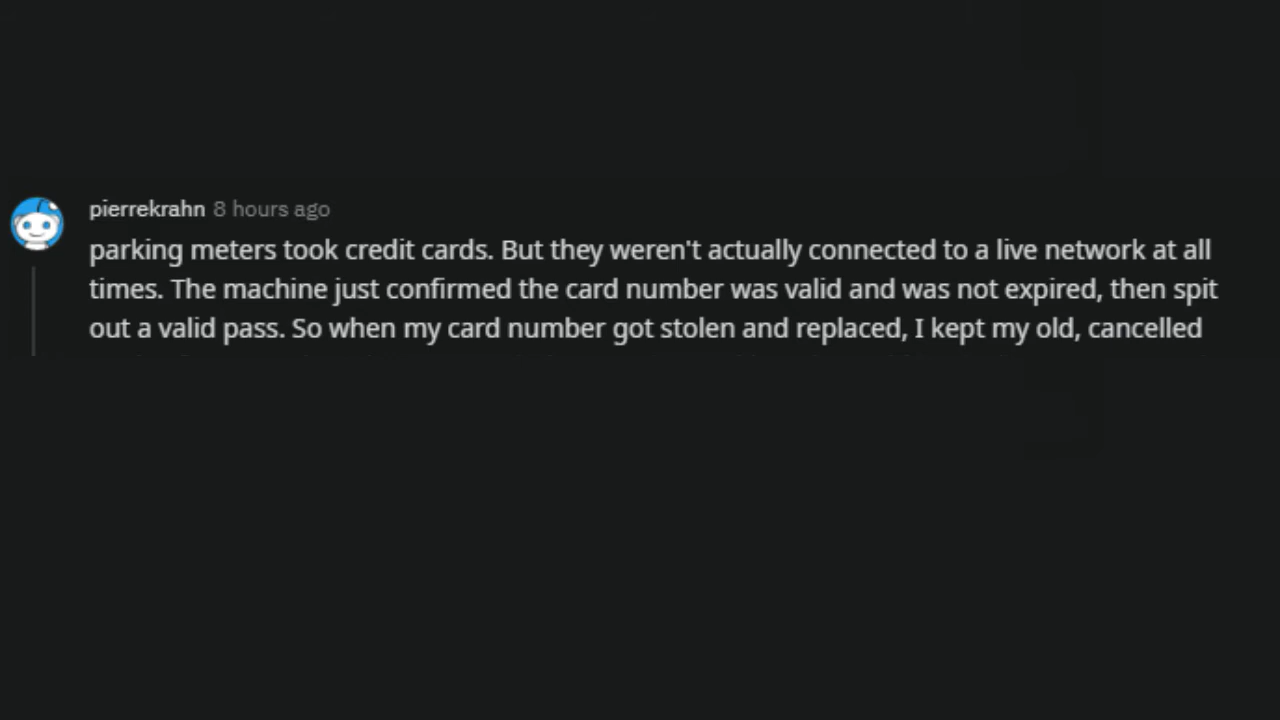 pierrekrahn 8 hours ago
parking meters took credit cards. But they weren't actually connected to a live network at all
times. The machine just confirmed the card number was valid and was not expired, then spit
out a valid pass. So when my card number got stolen and replaced, I kept my old, cancelled